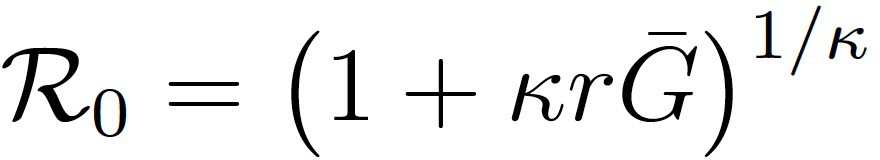 ℛ₀ = (1 + κrḠ)^{1/κ}